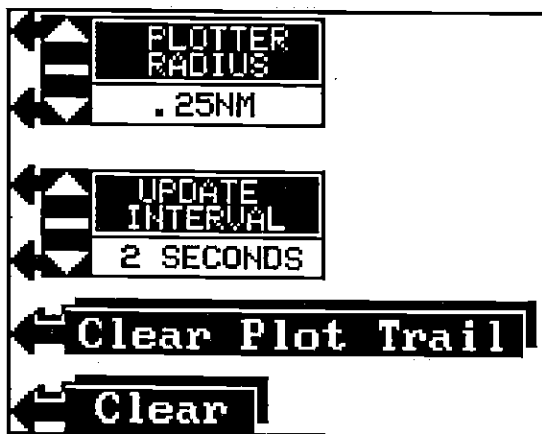 PLOTTER
RADIUS
.25NM
UPDATE
INTERVAL
2 SECONDS
Clear Plot Trail
Clear